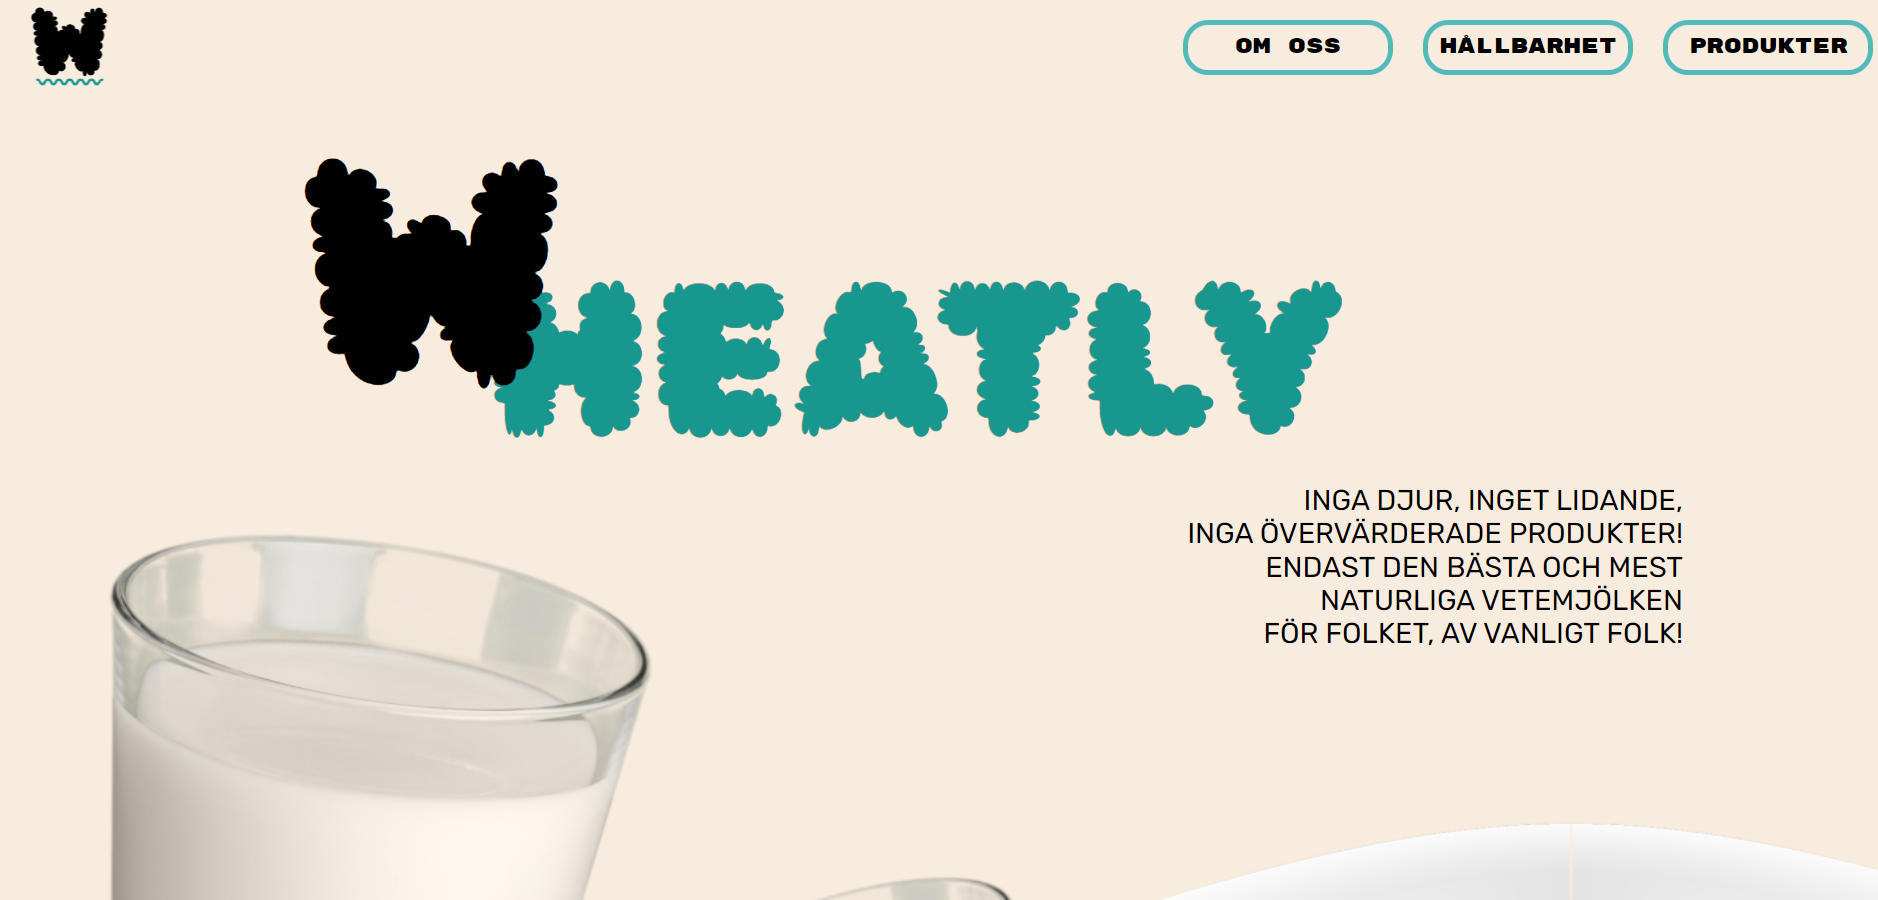 W
OM OSS
HÅLLBARHET
PRODUKTER
WHEATLY
INGA DJUR, INGET LIDANDE,
INGA ÖVERVÄRDERADE PRODUKTER!
ENDAST DEN BÄSTA OCH MEST
NATURLIGA VETEMJÖLKEN
FÖR FOLKET, AV VANLIGT FOLK!